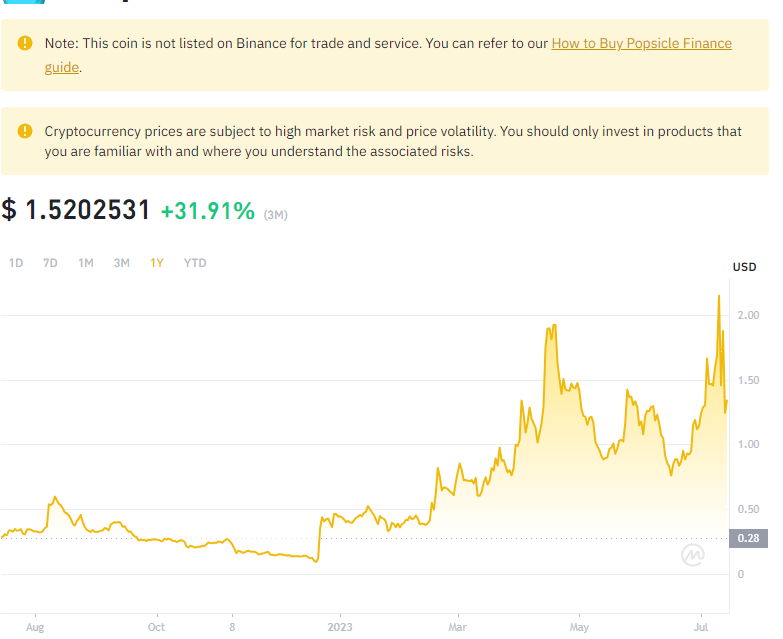 Note: This coin is not listed on Binance for trade and service. You can refer to our How to Buy Popsicle Finance
guide.
Cryptocurrency prices are subject to high market risk and price volatility. You should only invest in products that
you are familiar with and where you understand the associated risks.
$ 1.5202531 +31.91% (3M)
1D 7D 1M 3M 1Y YTD
USD
2.00
1.50
1.00
0.50
0.28
0
Aug Oct 8 2023 Mar May Jul